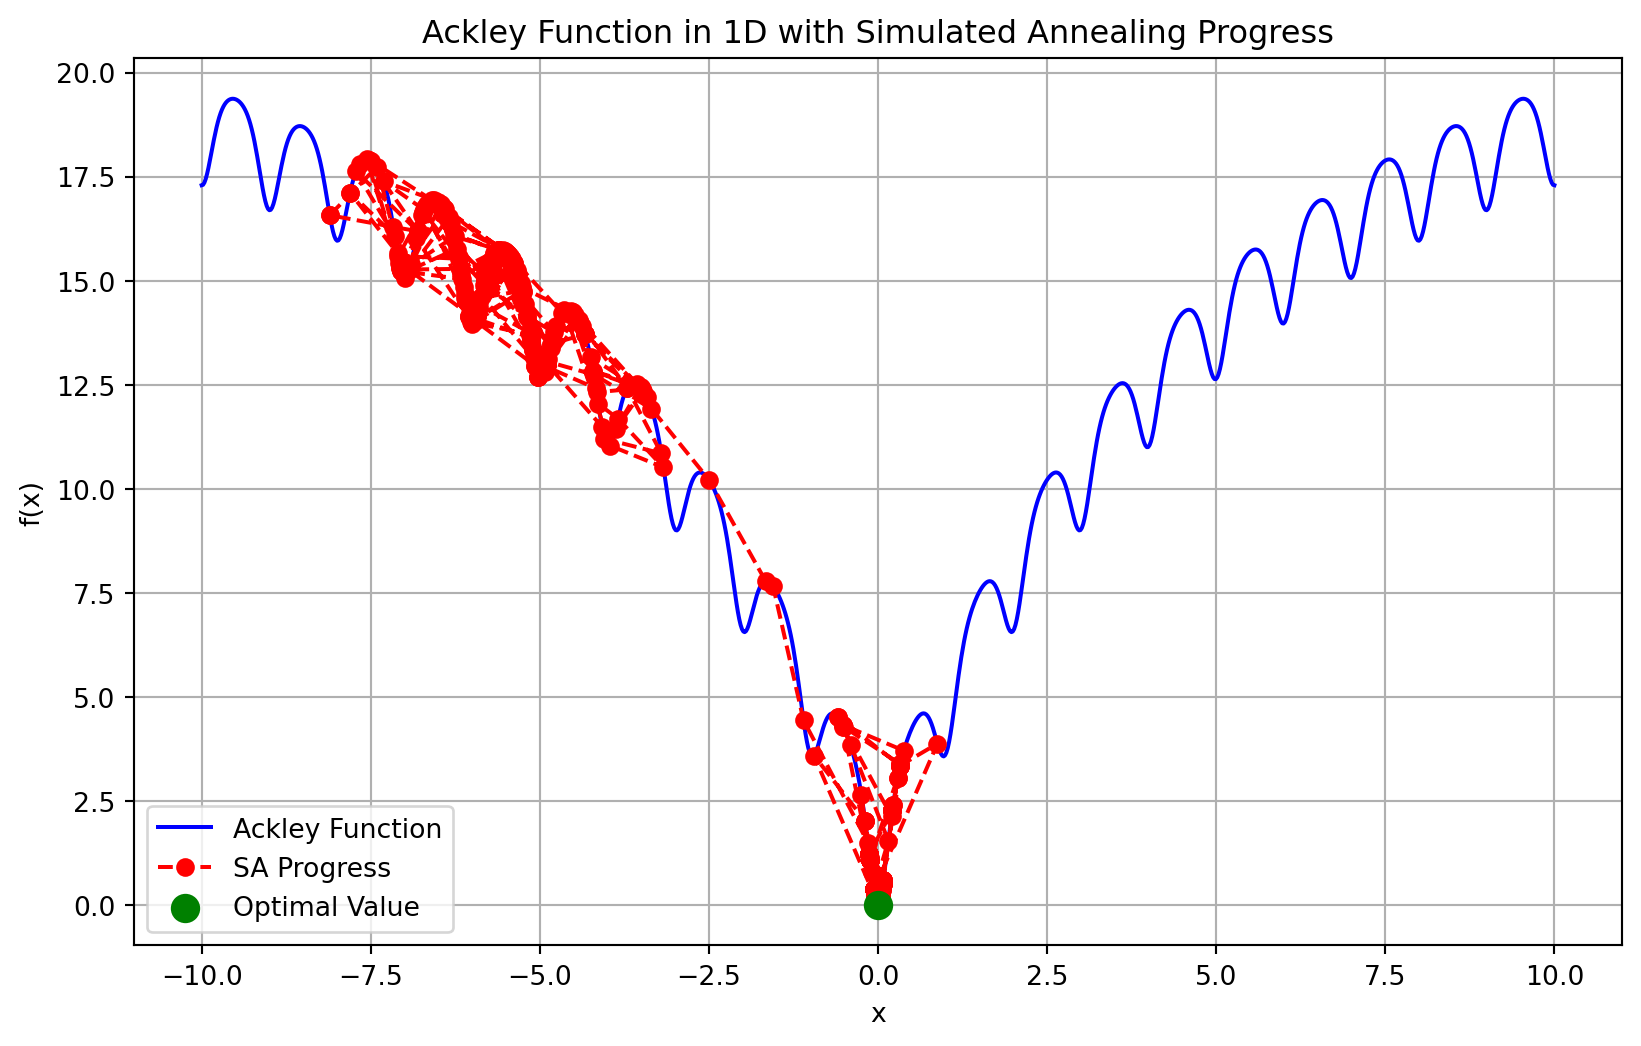 Ackley Function in 1D with Simulated Annealing Progress
20.0
17.5
15.0
12.5
10.0
7.5
5.0
2.5
0.0
f(x)
Ackley Function
SA Progress
Optimal Value
−10.0 −7.5 −5.0 −2.5 0.0 2.5 5.0 7.5 10.0
x